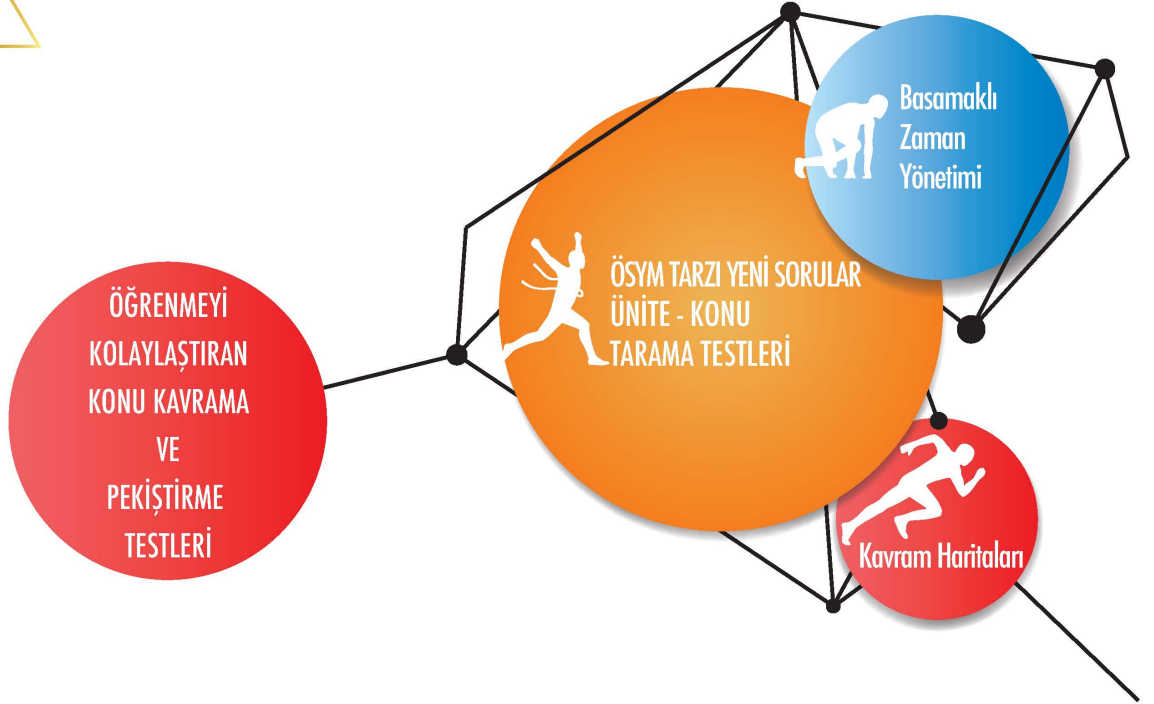 ÖĞRENMEYİ
KOLAYLAŞTIRAN
KONU KAVRAMA
VE
PEKİŞTİRME
TESTLERİ
ÖSYM TARZI YENİ SORULAR
ÜNİTE - KONU
TARAMA TESTLERİ
Basamaklı
Zaman
Yönetimi
Kavram Haritaları